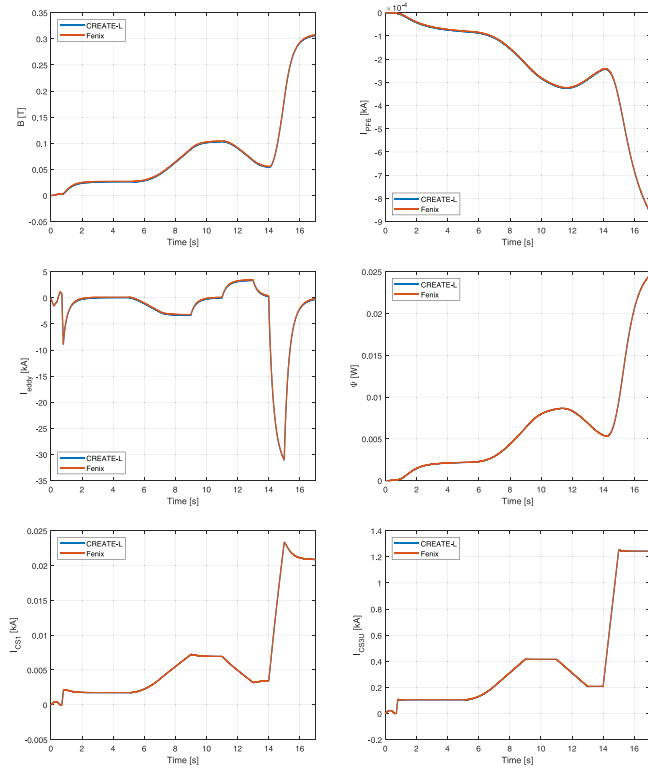 CREATE-L
Fenix
0.35
0.3
0.25
0.2
0.15
0.1
0.05
0
-0.05
B [T]
0 2 4 6 8 10 12 14 16
Time [s]
× 10⁻⁴
0
-1
-2
-3
-4
-5
-6
-7
-8
-9
I_PF6 [kA]
CREATE-L
Fenix
0 2 4 6 8 10 12 14 16
Time [s]
5
0
-5
-10
-15
-20
-25
-30
-35
I_eddy [kA]
CREATE-L
Fenix
0 2 4 6 8 10 12 14 16
Time [s]
0.025
0.02
0.015
0.01
0.005
0
Ψ [W]
CREATE-L
Fenix
0 2 4 6 8 10 12 14 16
Time [s]
0.025
0.02
0.015
0.01
0.005
0
-0.005
I_CS1 [kA]
CREATE-L
Fenix
0 2 4 6 8 10 12 14 16
Time [s]
1.4
1.2
1
0.8
0.6
0.4
0.2
0
-0.2
I_CS3U [kA]
CREATE-L
Fenix
0 2 4 6 8 10 12 14 16
Time [s]